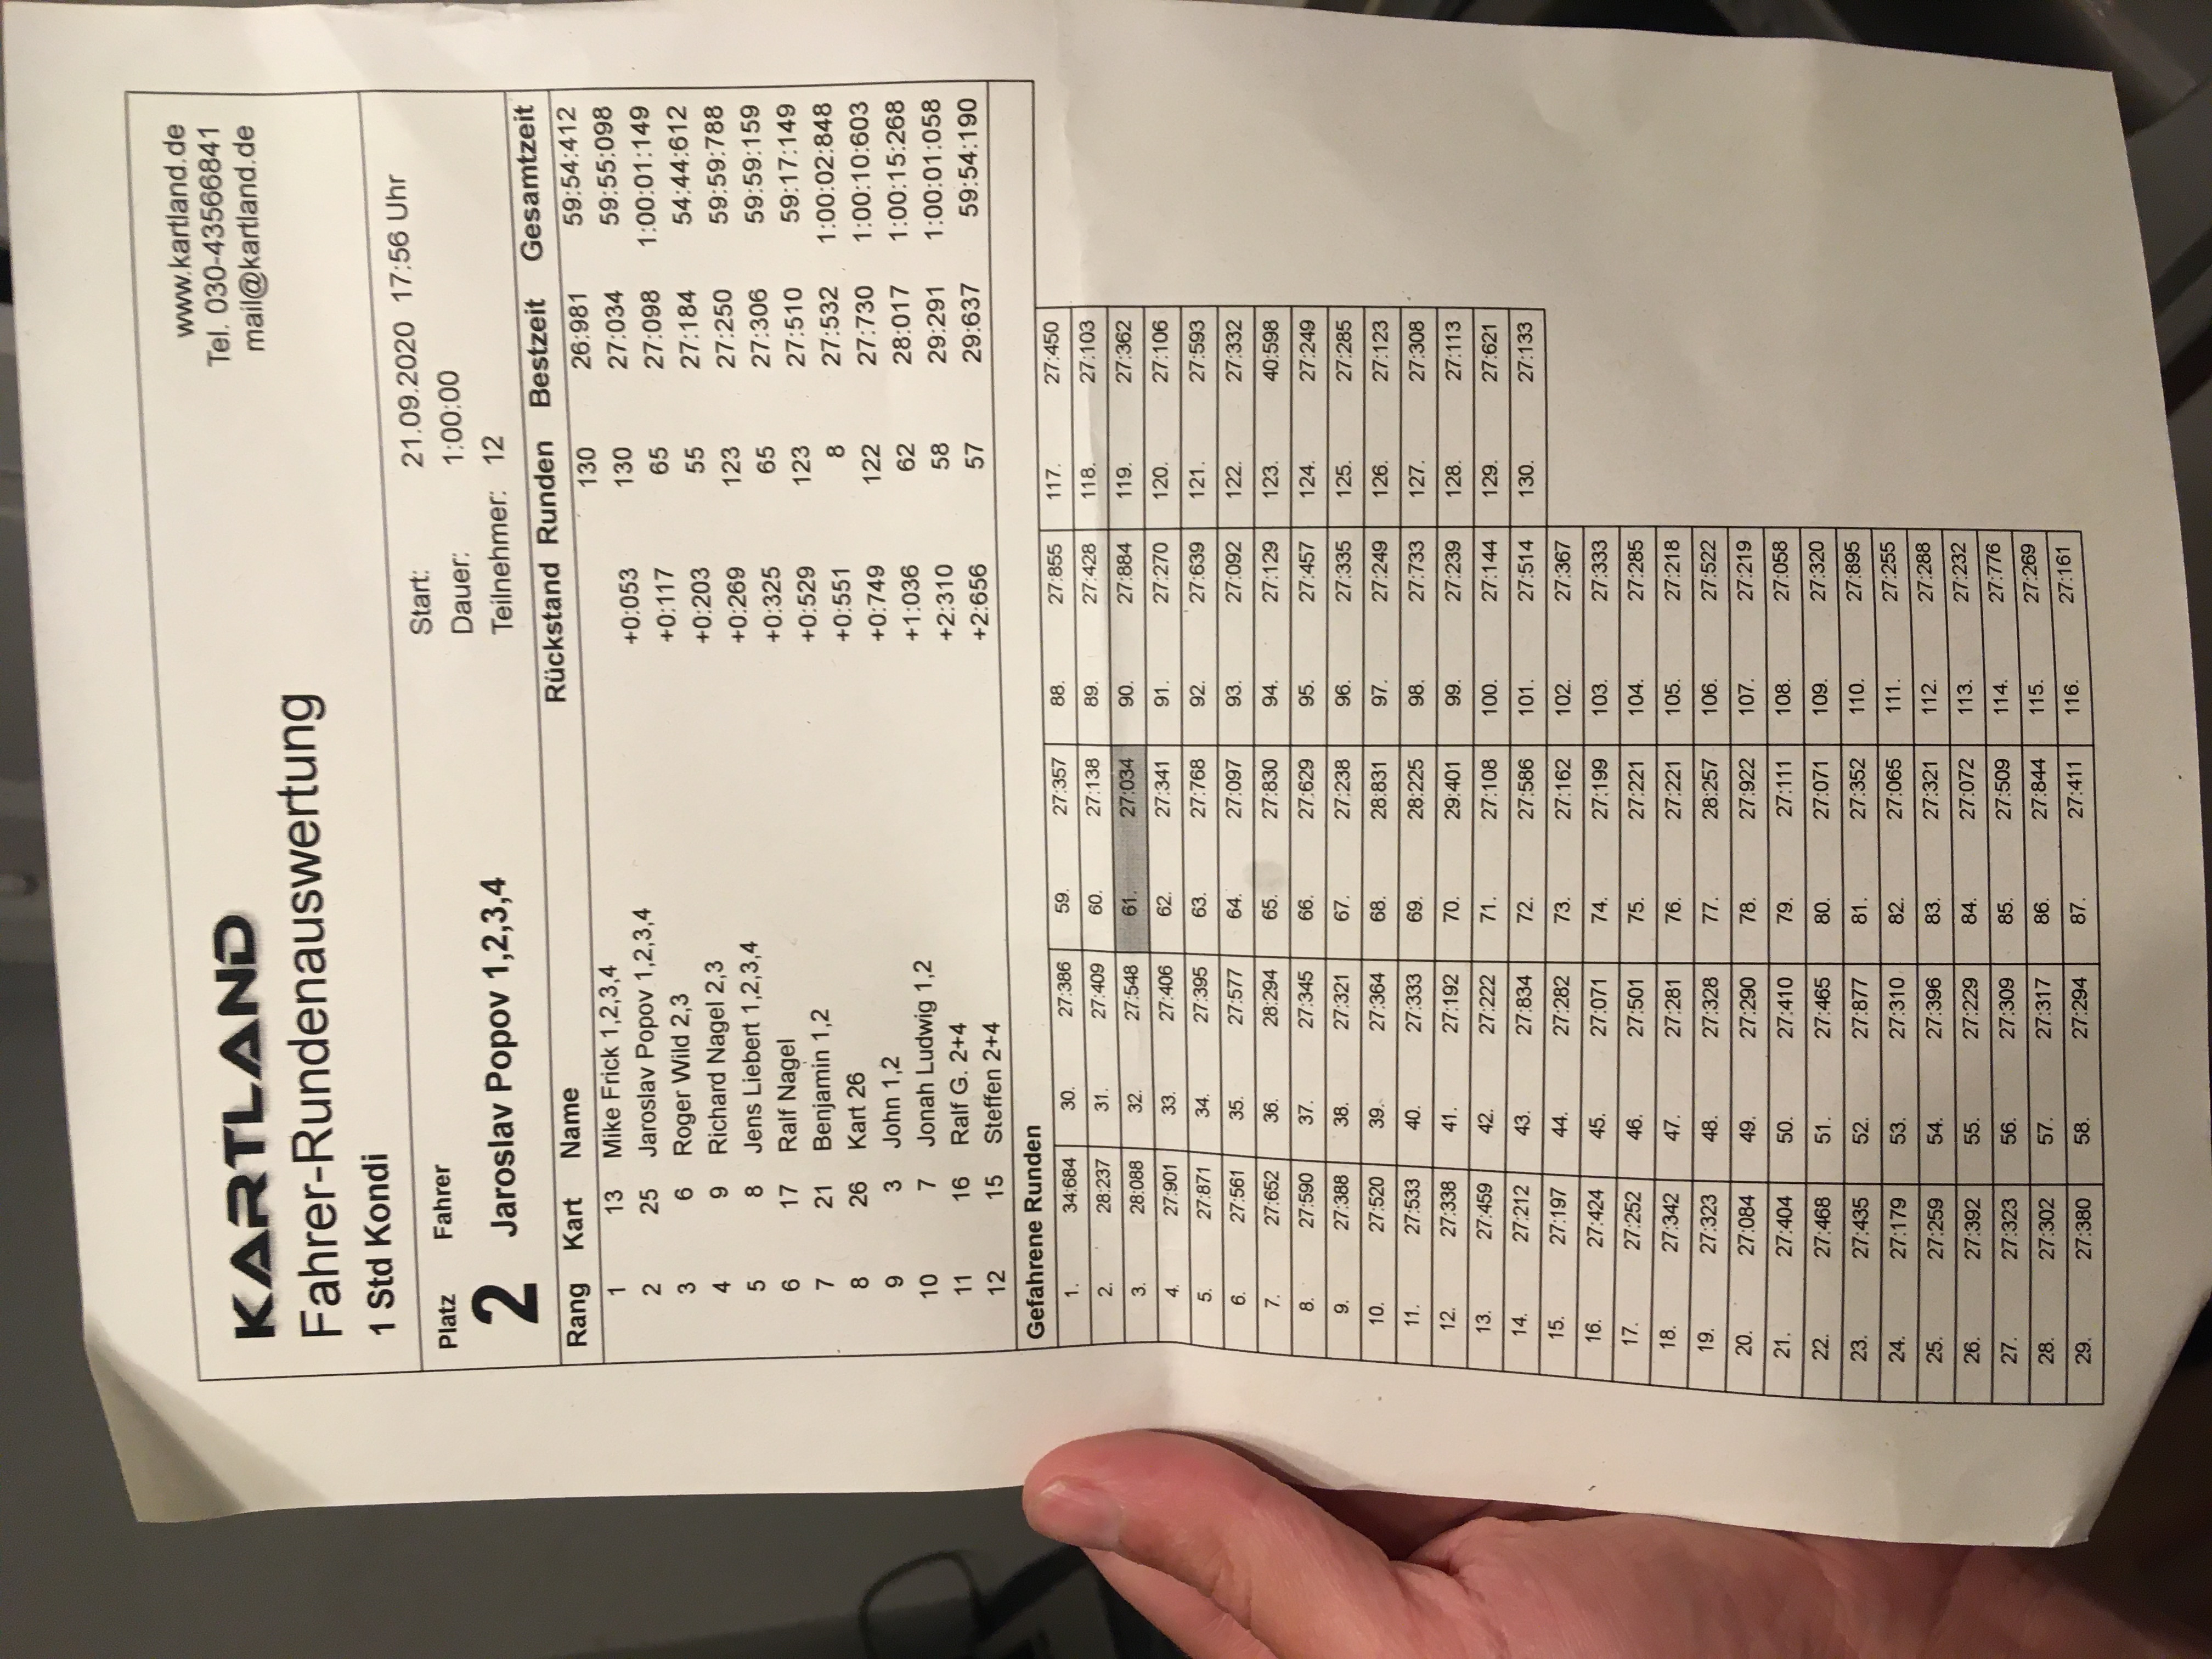 www.kartland.de
Tel. 030-43566841
mail@kartland.de
KARTLAND
Fahrer-Rundenauswertung
1 Std Kondi
Platz Fahrer
2 Jaroslav Popov 1,2,3,4
Start: 21.09.2020 17:56 Uhr
Dauer: 1:00:00
Teilnehmer: 12
Rang Kart Name Rückstand Runden Bestzeit Gesamtzeit
1 13 Mike Frick 1,2,3,4 130 26:981 59:54:412
2 25 Jaroslav Popov 1,2,3,4 +0:053 130 27:034 59:55:098
3 6 Roger Wild 2,3 +0:117 65 27:098 1:00:01:149
4 9 Richard Nagel 2,3 +0:203 55 27:184 54:44:612
5 8 Jens Liebert 1,2,3,4 +0:269 123 27:250 59:59:788
6 17 Ralf Nagel +0:325 65 27:306 59:59:159
7 21 Benjamin 1,2 +0:529 123 27:510 59:17:149
8 26 Kart 26 +0:551 8 27:532 1:00:02:848
9 3 John 1,2 +0:749 122 27:730 1:00:10:603
10 7 Jonah Ludwig 1,2 +1:036 62 28:017 1:00:15:268
11 16 Ralf G. 2+4 +2:310 58 29:291 1:00:01:058
12 15 Steffen 2+4 +2:656 57 29:637 59:54:190
Gefahrene Runden
1. 34:684 30. 27:386 59. 27:357 88. 27:855 117. 27:450
2. 28:237 31. 27:409 60. 27:138 89. 27:428 118. 27:103
3. 28:088 32. 27:548 61. 27:034 90. 27:884 119. 27:362
4. 27:901 33. 27:406 62. 27:341 91. 27:270 120. 27:106
5. 27:871 34. 27:395 63. 27:768 92. 27:639 121. 27:593
6. 27:561 35. 27:577 64. 27:097 93. 27:092 122. 27:332
7. 27:652 36. 28:294 65. 27:830 94. 27:129 123. 40:598
8. 27:590 37. 27:345 66. 27:629 95. 27:457 124. 27:249
9. 27:388 38. 27:321 67. 27:238 96. 27:335 125. 27:285
10. 27:520 39. 27:364 68. 28:831 97. 27:249 126. 27:123
11. 27:533 40. 27:333 69. 28:225 98. 27:733 127. 27:308
12. 27:338 41. 27:192 70. 29:401 99. 27:239 128. 27:113
13. 27:459 42. 27:222 71. 27:108 100. 27:144 129. 27:621
14. 27:212 43. 27:834 72. 27:586 101. 27:514 130. 27:133
15. 27:197 44. 27:282 73. 27:162 102. 27:367
16. 27:424 45. 27:071 74. 27:199 103. 27:333
17. 27:252 46. 27:501 75. 27:221 104. 27:285
18. 27:342 47. 27:281 76. 27:221 105. 27:218
19. 27:323 48. 27:328 77. 28:257 106. 27:522
20. 27:084 49. 27:290 78. 27:922 107. 27:219
21. 27:404 50. 27:410 79. 27:111 108. 27:058
22. 27:468 51. 27:465 80. 27:071 109. 27:320
23. 27:435 52. 27:877 81. 27:352 110. 27:895
24. 27:179 53. 27:310 82. 27:065 111. 27:255
25. 27:259 54. 27:396 83. 27:321 112. 27:288
26. 27:392 55. 27:229 84. 27:072 113. 27:232
27. 27:323 56. 27:309 85. 27:509 114. 27:776
28. 27:302 57. 27:317 86. 27:844 115. 27:269
29. 27:380 58. 27:294 87. 27:411 116. 27:161